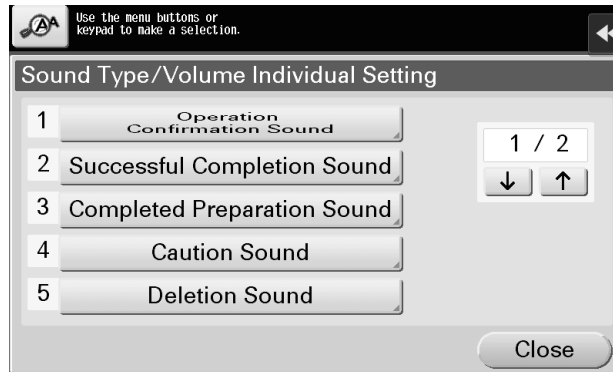 Use the menu buttons or
keypad to make a selection.
Sound Type/Volume Individual Setting
1 Operation
Confirmation Sound
2 Successful Completion Sound
3 Completed Preparation Sound
4 Caution Sound
5 Deletion Sound
1 / 2
↓ ↑
Close